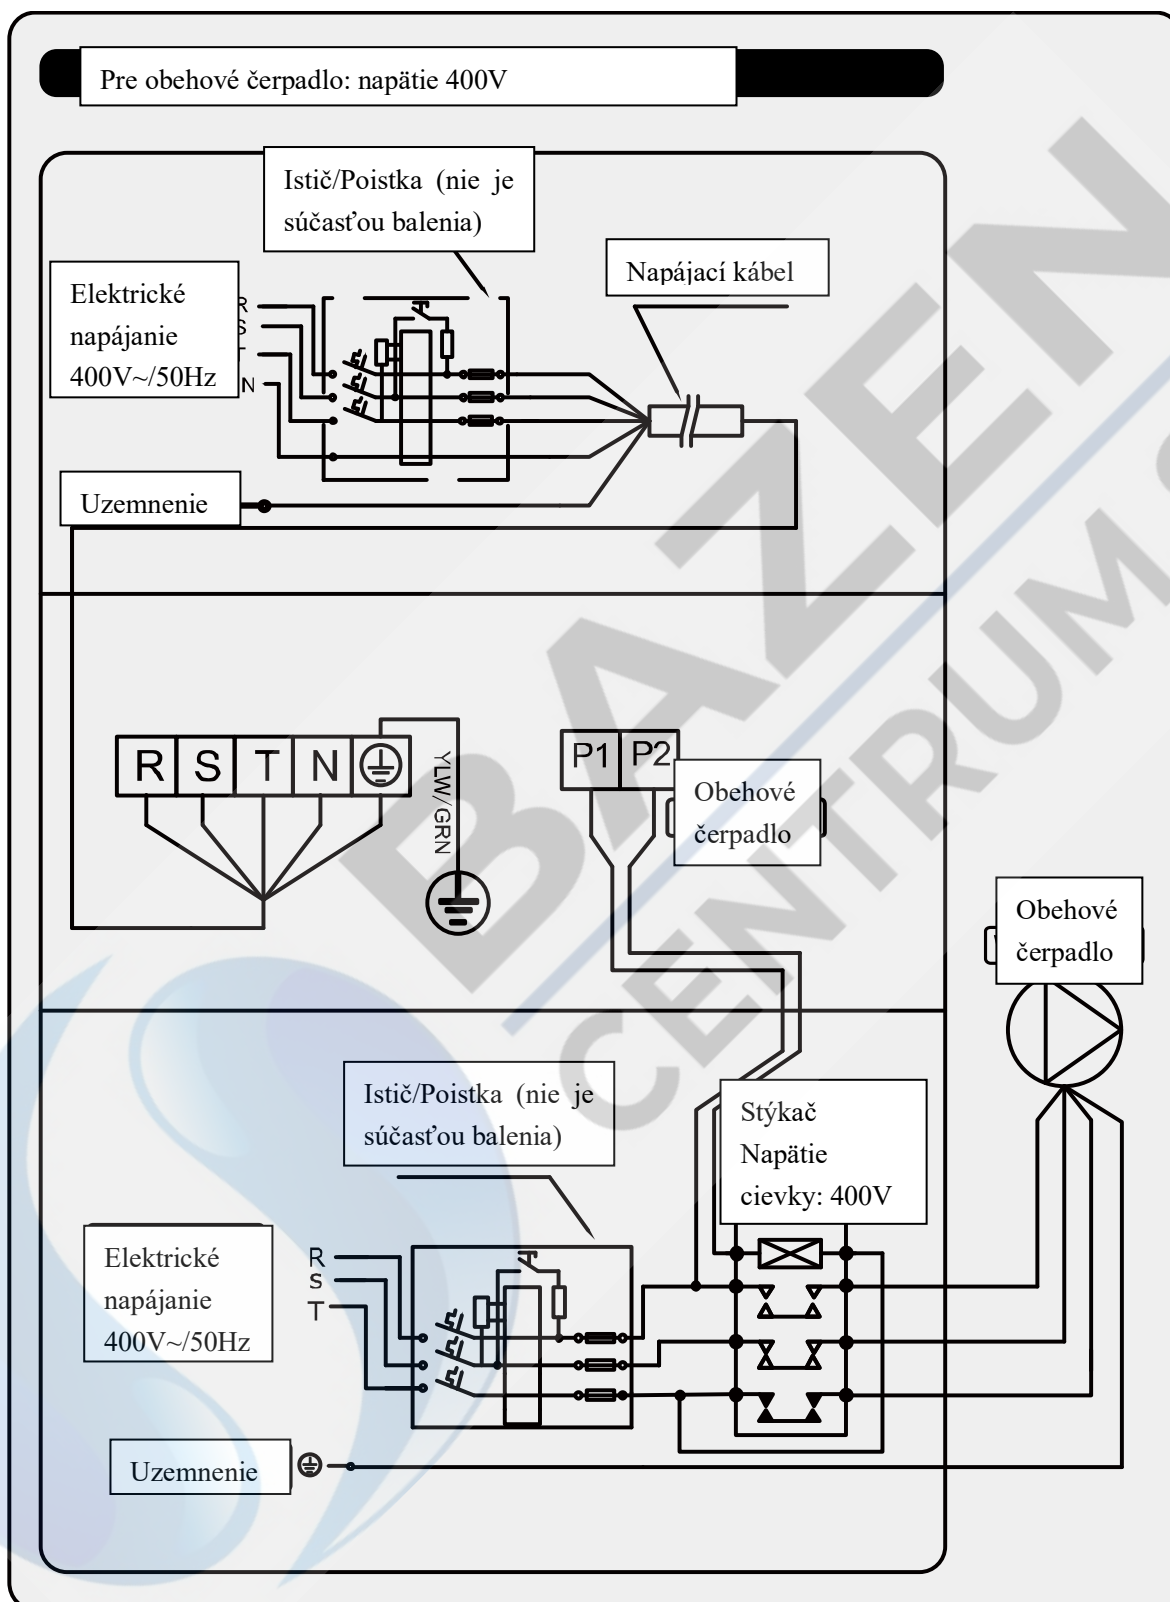 Pre obehové čerpadlo: napätie 400V
Istič/Poistka (nie je
súčasťou balenia)
Napájací kábel
Elektrické
napájanie
400V~/50Hz
R
S
T
N
Uzemnenie
R S T N
YLW/GRN
P1 P2
Obehové
čerpadlo
Obehové
čerpadlo
Istič/Poistka (nie je
súčasťou balenia)
Stýkač
Napätie
cievky: 400V
Elektrické
napájanie
400V~/50Hz
R
S
T
Uzemnenie
BAZEN
CENTRUM